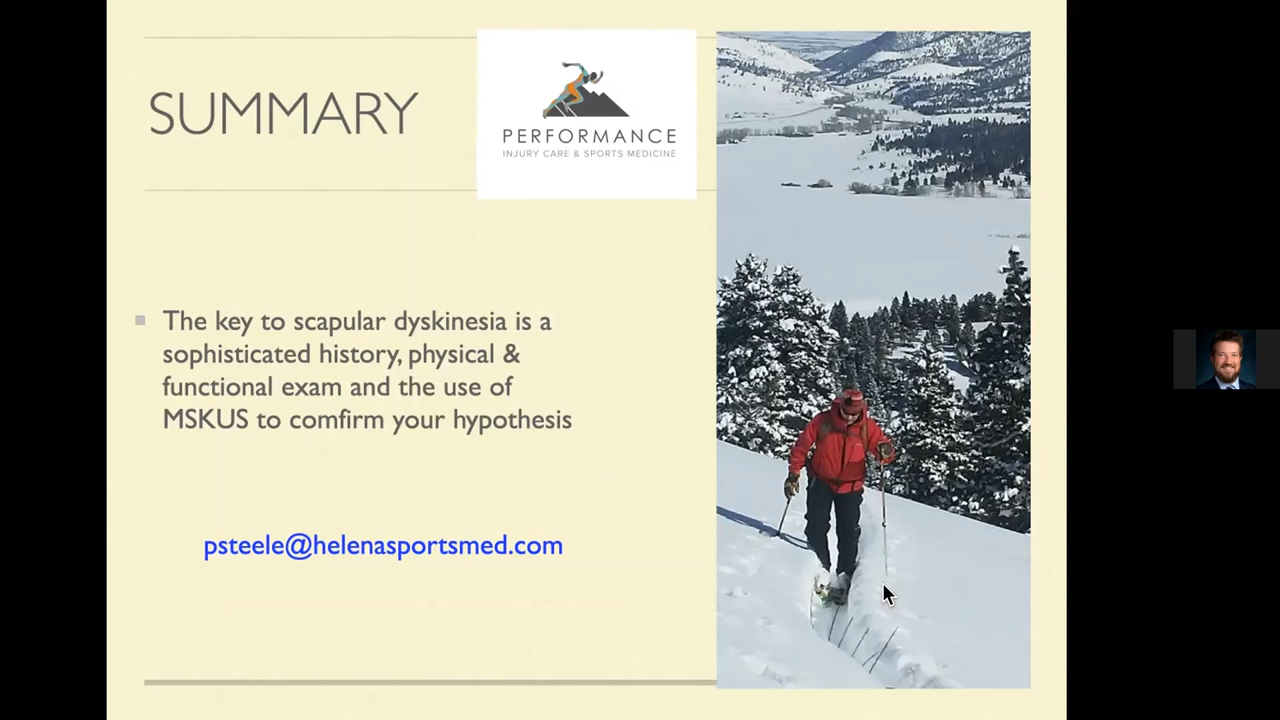 SUMMARY
PERFORMANCE
INJURY CARE & SPORTS MEDICINE
The key to scapular dyskinesia is a
sophisticated history, physical &
functional exam and the use of
MSKUS to comfirm your hypothesis
psteele@helenasportsmed.com